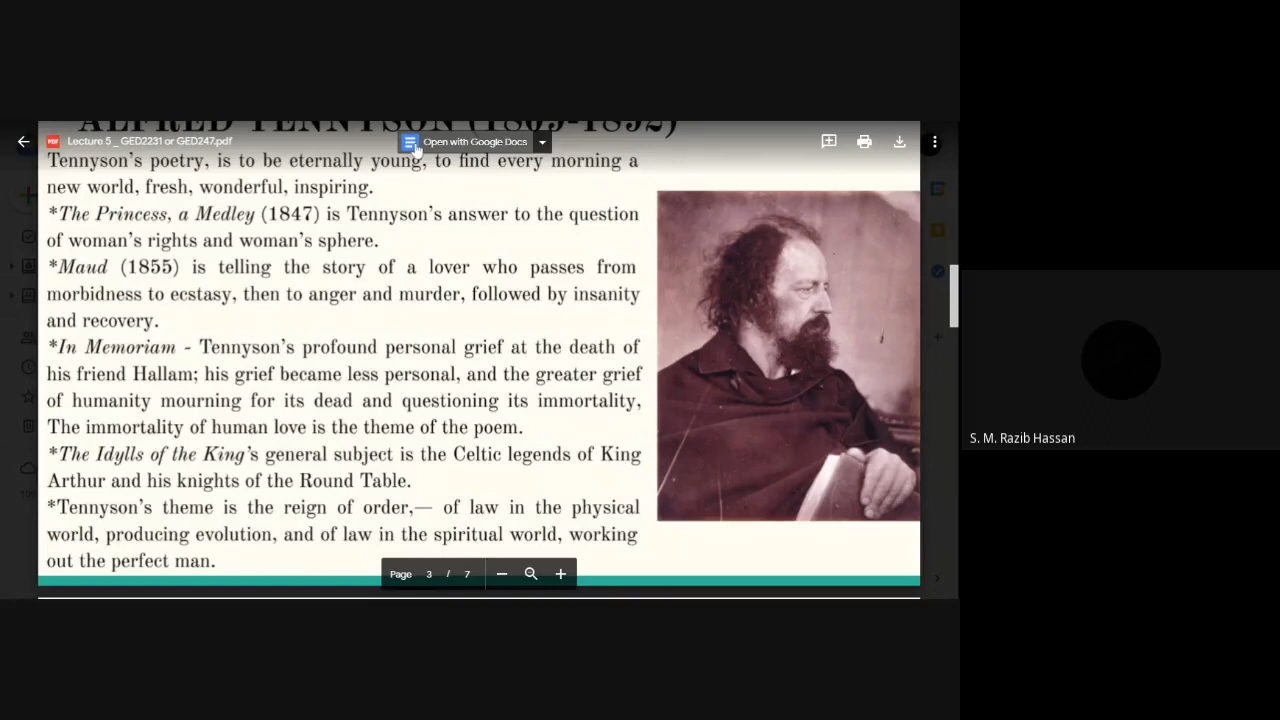 ALFRED TENNYSON (1809-1892)
Lecture 5 _ GED2231 or GED247.pdf
Open with Google Docs
Tennyson's poetry, is to be eternally young, to find every morning a
new world, fresh, wonderful, inspiring.
*The Princess, a Medley (1847) is Tennyson's answer to the question
of woman's rights and woman's sphere.
*Maud (1855) is telling the story of a lover who passes from
morbidness to ecstasy, then to anger and murder, followed by insanity
and recovery.
*In Memoriam - Tennyson's profound personal grief at the death of
his friend Hallam; his grief became less personal, and the greater grief
of humanity mourning for its dead and questioning its immortality,
The immortality of human love is the theme of the poem.
*The Idylls of the King's general subject is the Celtic legends of King
Arthur and his knights of the Round Table.
*Tennyson's theme is the reign of order,— of law in the physical
world, producing evolution, and of law in the spiritual world, working
out the perfect man.
Page 3 / 7
S. M. Razib Hassan